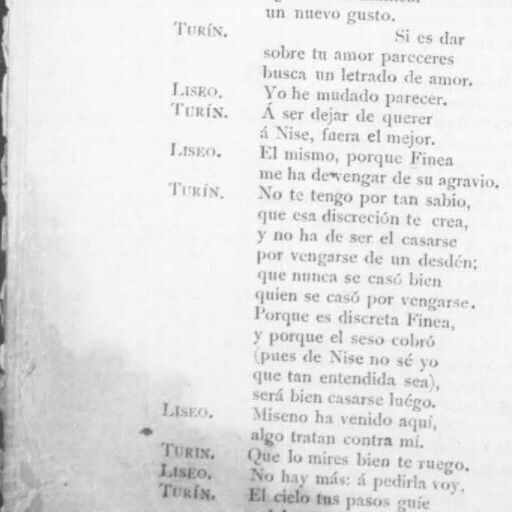 un nuevo gusto.
TURÍN. Si es dar
sobre tu amor pareceres
busca un letrado de amor.
LISEO. Yo he mudado parecer.
TURÍN. Á ser dejar de querer
á Nise, fuera el mejor.
LISEO. El mismo, porque Finea
me ha de vengar de su agravio.
TURÍN. No te tengo por tan sabio,
que esa discreción te crea,
y no ha de ser el casarse
por vengarse de un desdén;
que nunca se casó bien
quien se casó por vengarse.
Porque es discreta Finea,
y porque el seso cobró
(pues de Nise no sé yo
que tan entendida sea),
será bien casarse luégo.
LISEO. Miseno ha venido aquí,
algo tratan contra mí.
TURIN. Que lo mires bien te ruego.
LISEO. No hay más: á pedirla voy.
TURÍN. El cielo tus pasos guíe